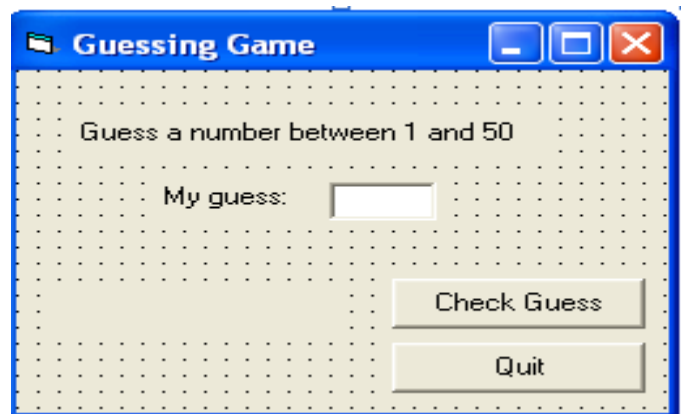 Guessing Game
Guess a number between 1 and 50
My guess:
Check Guess
Quit